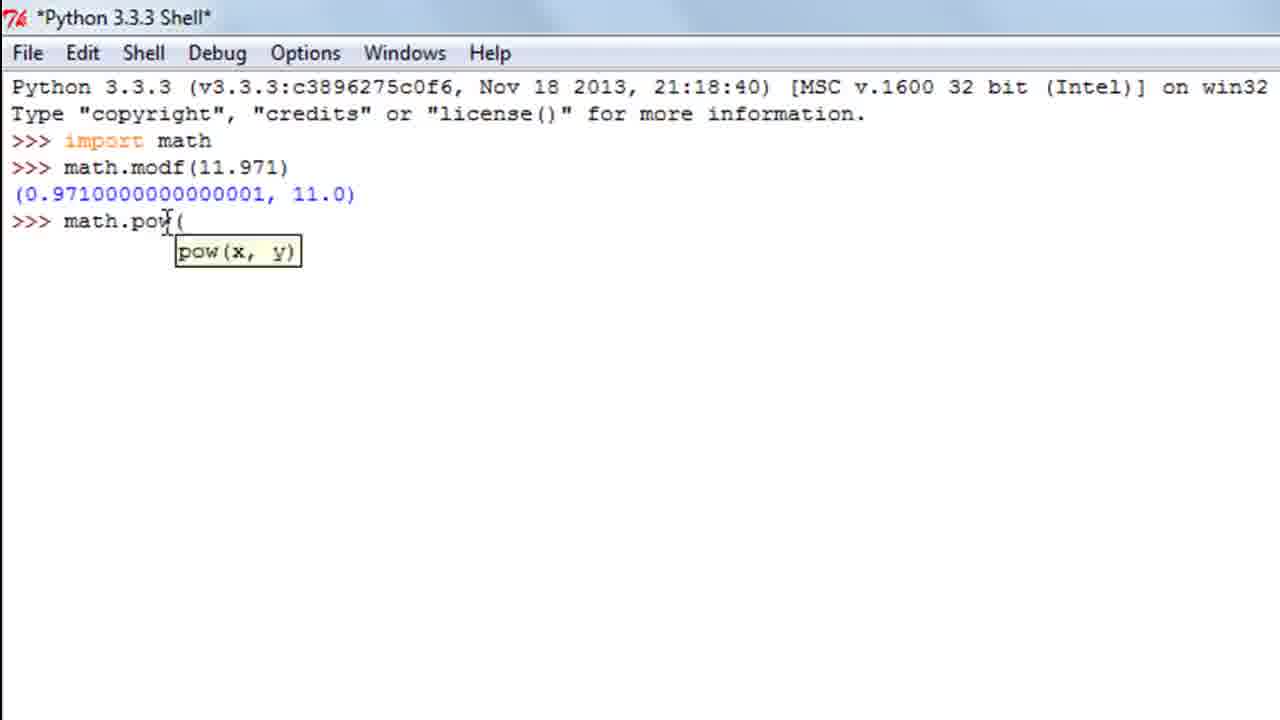 *Python 3.3.3 Shell*
File Edit Shell Debug Options Windows Help
Python 3.3.3 (v3.3.3:c3896275c0f6, Nov 18 2013, 21:18:40) [MSC v.1600 32 bit (Intel)] on win32
Type "copyright", "credits" or "license()" for more information.
>>> import math
>>> math.modf(11.971)
(0.9710000000000001, 11.0)
>>> math.pow(
pow(x, y)